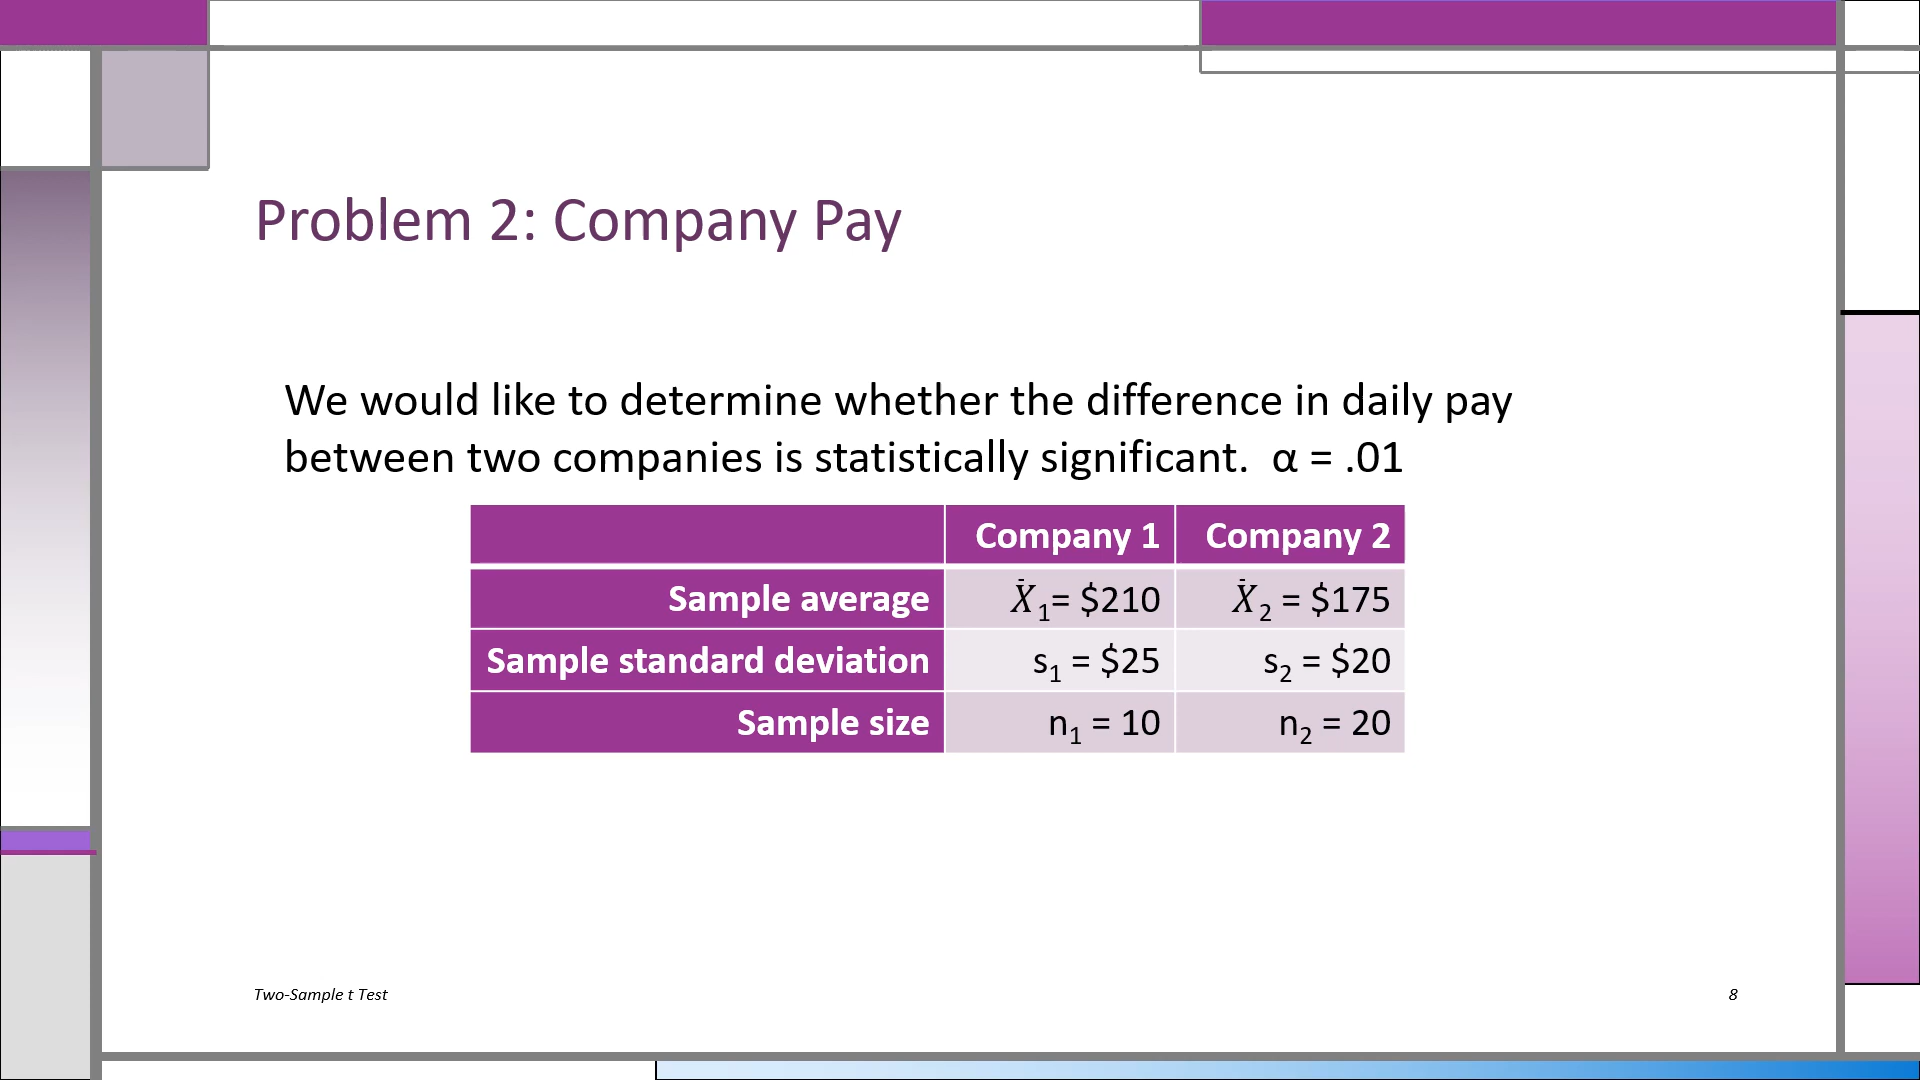 Problem 2: Company Pay
We would like to determine whether the difference in daily pay
between two companies is statistically significant. α = .01
Company 1 Company 2
Sample average X̄₁= $210 X̄₂ = $175
Sample standard deviation s₁ = $25 s₂ = $20
Sample size n₁ = 10 n₂ = 20
Two-Sample t Test 8